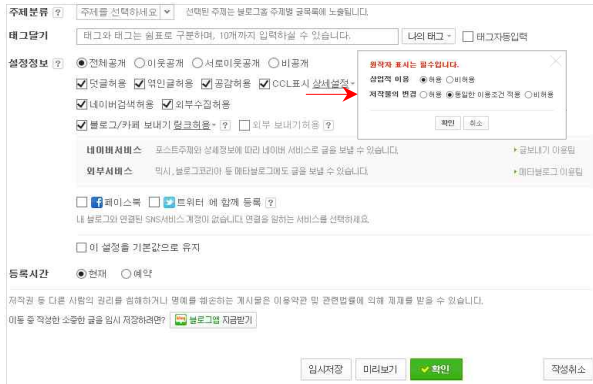 주제분류 ? 주제를 선택하세요 선택된 주제는 블로그홈 주제별 글목록에 노출됩니다.
태그달기 태그와 태그는 쉼표로 구분하며, 10개까지 입력하실 수 있습니다. 나의 태그 태그자동입력
설정정보 ? 전체공개 이웃공개 서로이웃공개 비공개
댓글허용 ? 엮인글허용 ? 공감허용 ? CCL표시 상세설정
네이버검색허용 ? 외부수집허용
블로그/카페 보내기 링크허용 ? 외부 보내기허용 ?
원작자 표시는 필수입니다.
상업적 이용 허용 비허용
저작물의 변경 허용 동일한 이용조건 적용 비허용
확인 취소
네이버서비스 포스트주제와 상세정보에 따라 네이버 서비스로 글을 보낼 수 있습니다. 글보내기 이용팁
외부서비스 믹시, 블로그코리아 등 메타블로그에도 글을 보낼 수 있습니다. 메타블로그 이용팁
페이스북 트위터 에 함께 등록 ?
내 블로그와 연결된 SNS서비스 계정이 없습니다. 연결을 원하는 서비스를 선택하세요.
이 설정을 기본값으로 유지
등록시간 현재 예약
저작권 등 다른 사람의 권리를 침해하거나 명예를 훼손하는 게시물은 이용약관 및 관련법률에 의해 제재를 받을 수 있습니다.
이동 중 작성한 소중한 글을 임시 저장하려면? 블로그앱 지금받기
임시저장 미리보기 확인 작성취소